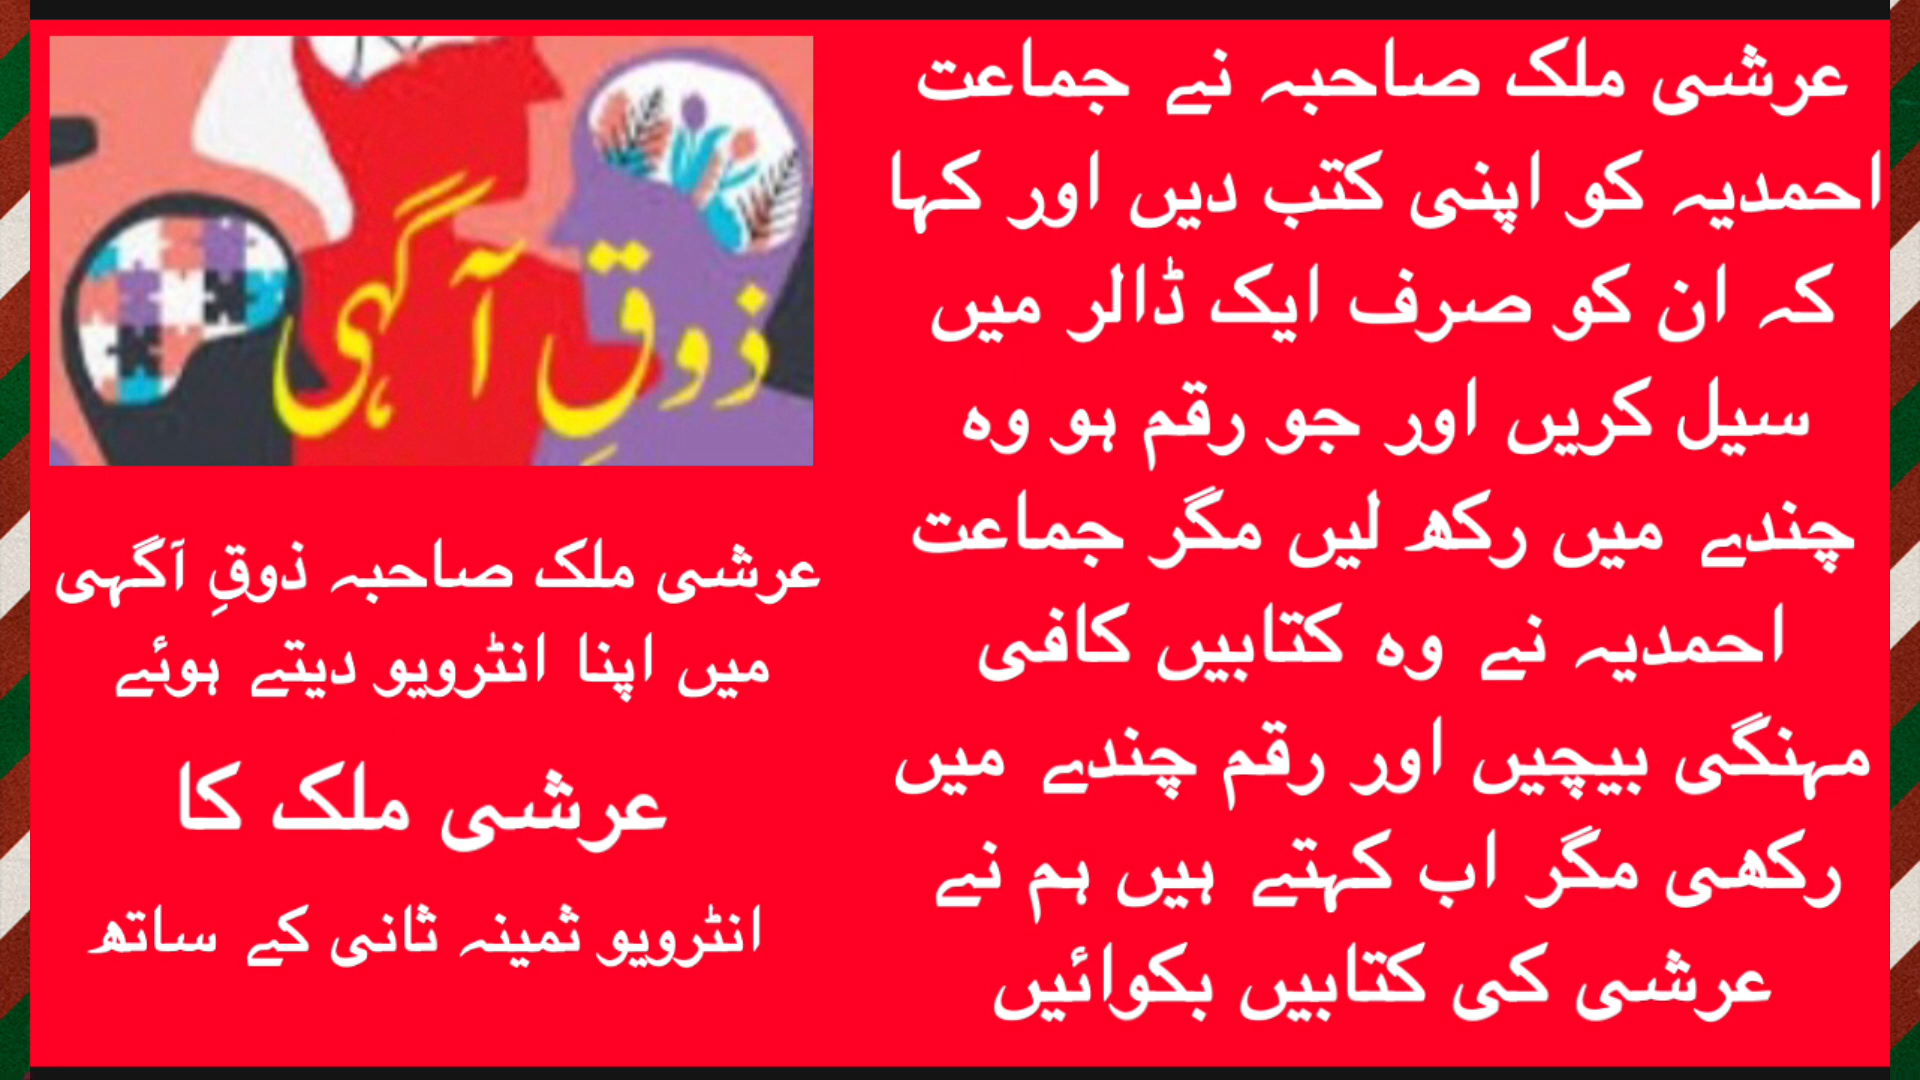 عرشی ملک صاحبہ نے جماعت
احمدیہ کو اپنی کتب دیں اور کہا
کہ ان کو صرف ایک ڈالر میں
سیل کریں اور جو رقم ہو وہ
چندے میں رکھ لیں مگر جماعت
احمدیہ نے وہ کتابیں کافی
مہنگی بیچیں اور رقم چندے میں
رکھی مگر اب کہتے ہیں ہم نے
عرشی کی کتابیں بکوائیں
ذوقِ آگہی
عرشی ملک صاحبہ ذوقِ آگہی
میں اپنا انٹرویو دیتے ہوئے
عرشی ملک کا
انٹرویو ثمینہ ثانی کے ساتھ